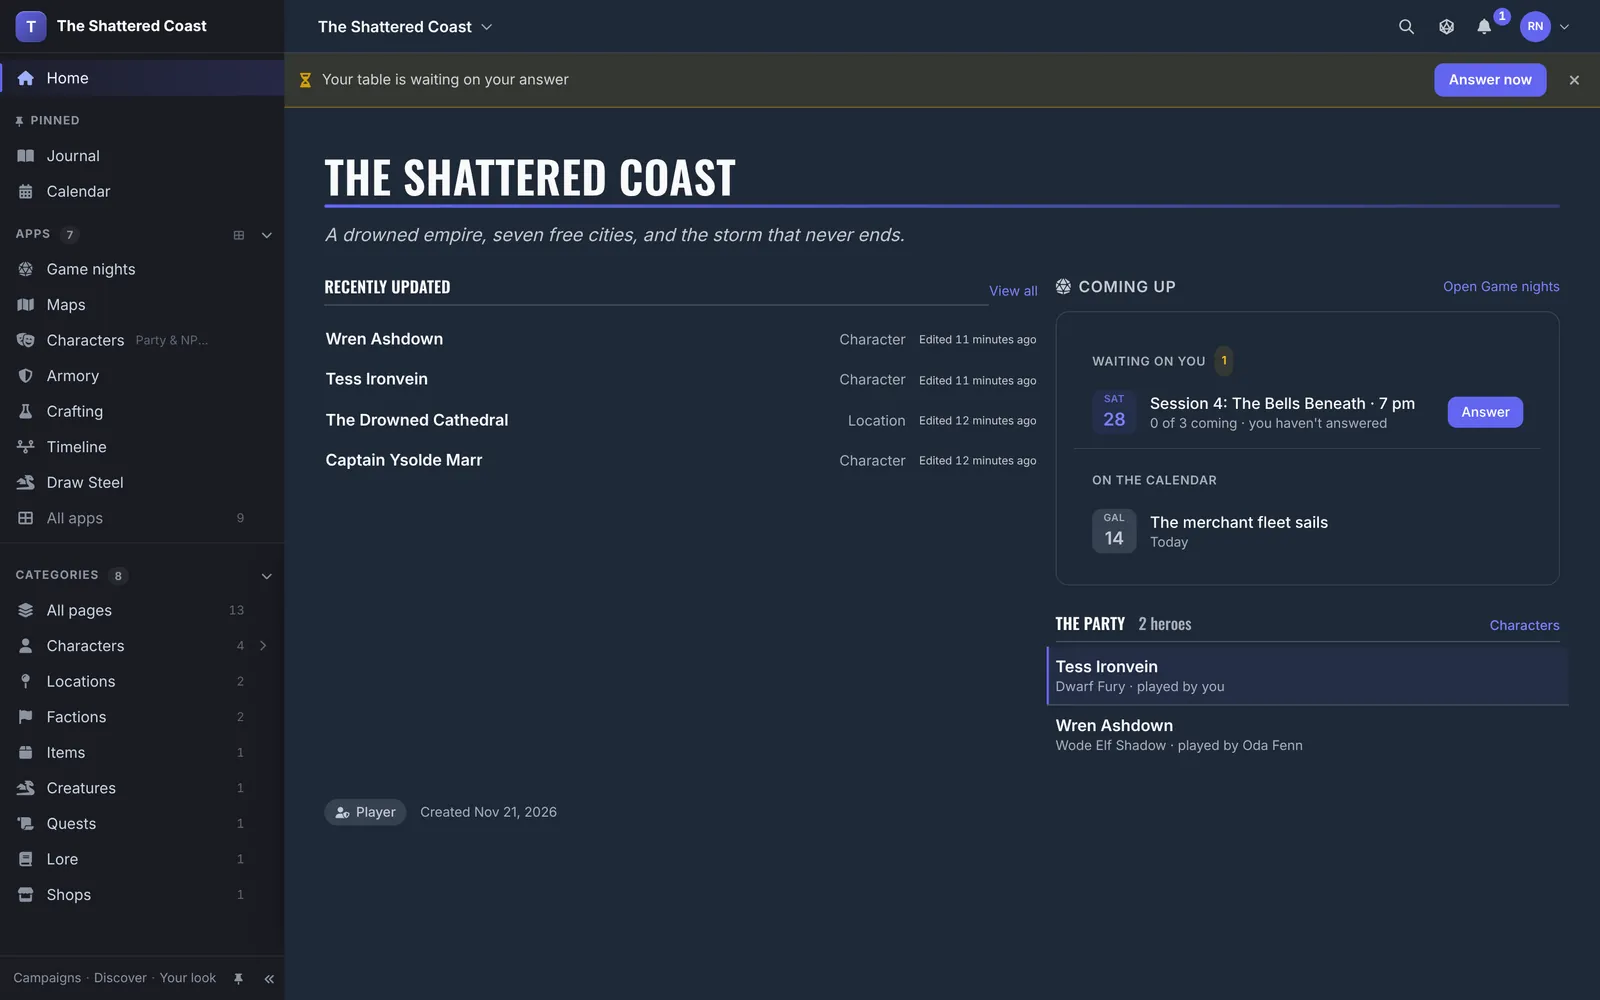 T The Shattered Coast
Home
PINNED
Journal
Calendar
APPS 7
Game nights
Maps
Characters Party & NP...
Armory
Crafting
Timeline
Draw Steel
All apps 9
CATEGORIES 8
All pages 13
Characters 4
Locations 2
Factions 2
Items 1
Creatures 1
Quests 1
Lore 1
Shops 1
Campaigns · Discover · Your look
The Shattered Coast
1
RN
Your table is waiting on your answer
Answer now
THE SHATTERED COAST
A drowned empire, seven free cities, and the storm that never ends.
RECENTLY UPDATED View all
Wren Ashdown Character Edited 11 minutes ago
Tess Ironvein Character Edited 11 minutes ago
The Drowned Cathedral Location Edited 12 minutes ago
Captain Ysolde Marr Character Edited 12 minutes ago
COMING UP Open Game nights
WAITING ON YOU 1
SAT
28
Session 4: The Bells Beneath · 7 pm
0 of 3 coming · you haven't answered
Answer
ON THE CALENDAR
GAL
14
The merchant fleet sails
Today
THE PARTY 2 heroes Characters
Tess Ironvein
Dwarf Fury · played by you
Wren Ashdown
Wode Elf Shadow · played by Oda Fenn
Player Created Nov 21, 2026